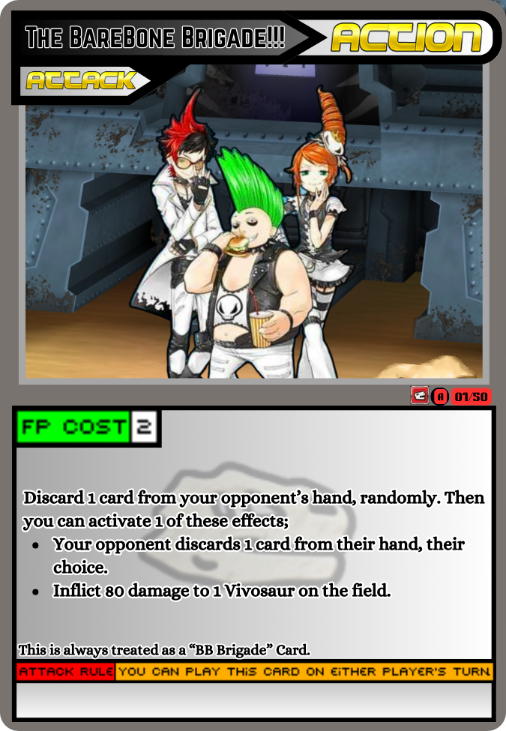 The BareBone Brigade!!!
ACTION
ATTACK
A 01/50
FP COST 2
Discard 1 card from your opponent's hand, randomly. Then
you can activate 1 of these effects;
• Your opponent discards 1 card from their hand, their
choice.
• Inflict 80 damage to 1 Vivosaur on the field.
This is always treated as a “BB Brigade” Card.
ATTACK RULE YOU CAN PLAY THIS CARD ON EITHER PLAYER'S TURN.